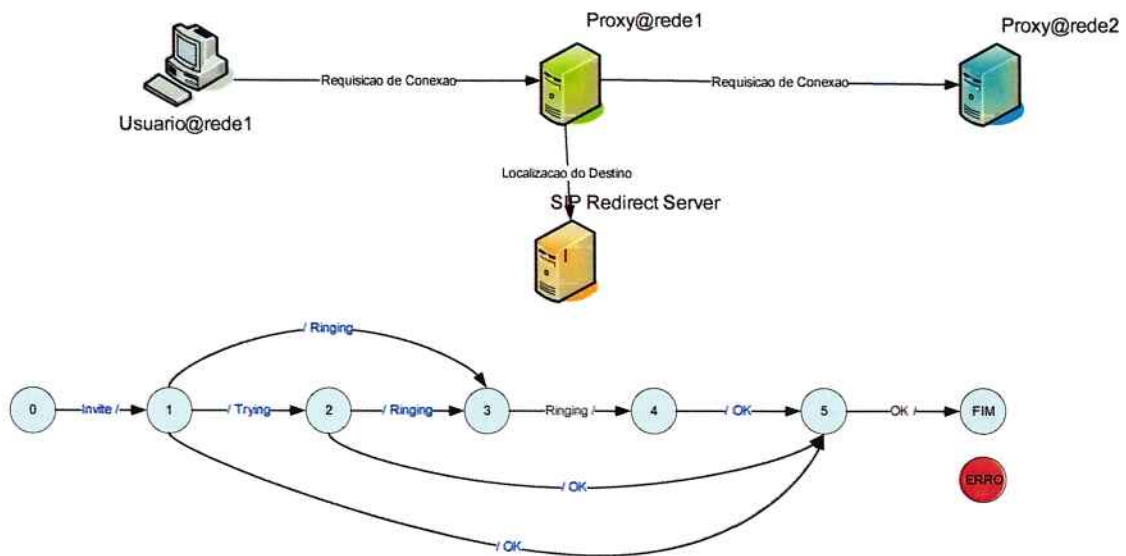 Proxy@rede1
Proxy@rede2
Requisicao de Conexao
Requisicao de Conexao
Usuario@rede1
Localizacao do Destino
SIP Redirect Server
/ Ringing
0
Invite /
1
/ Trying
2
/ Ringing
3
Ringing /
4
/ OK
5
OK /
FIM
/ OK
ERRO
/ OK